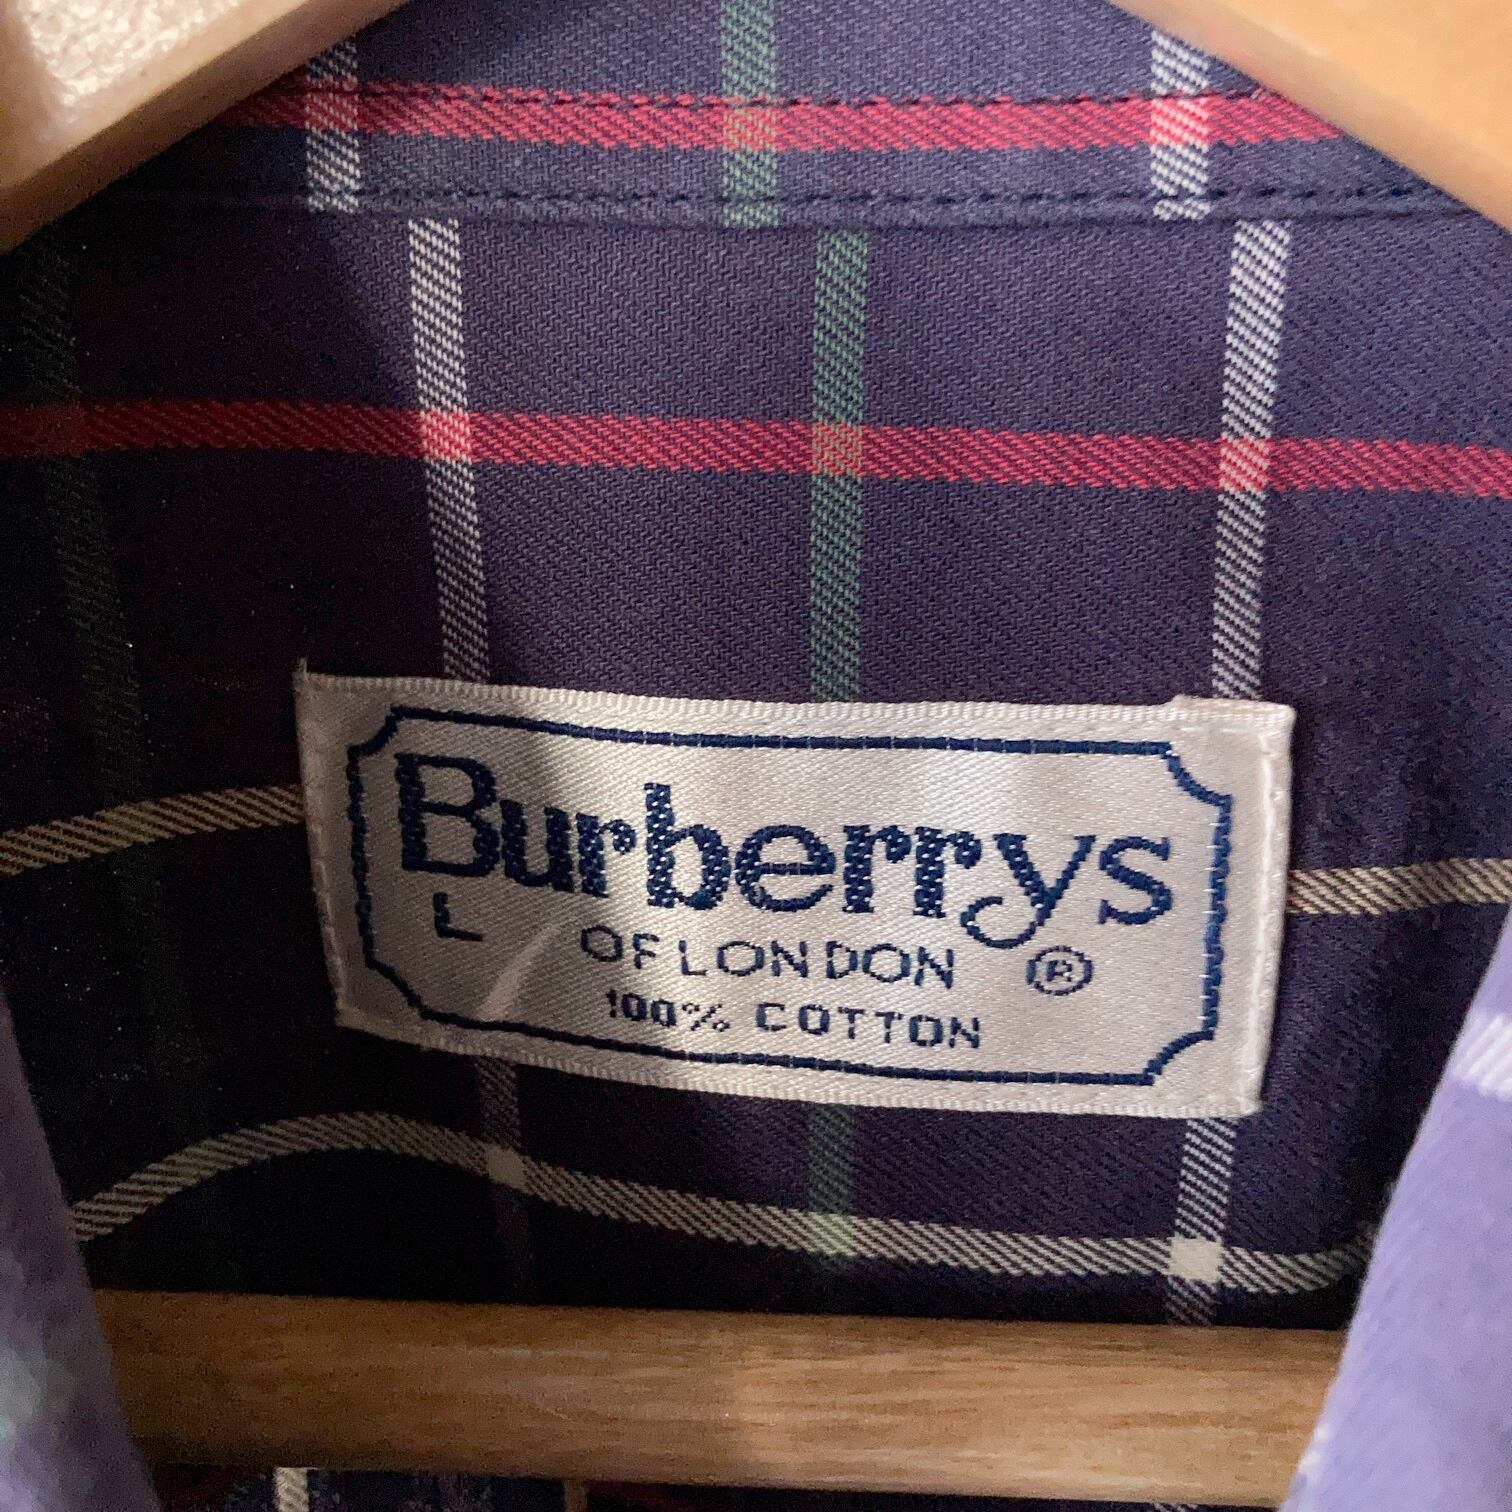 Burberrys
L OF LONDON ®
100% COTTON